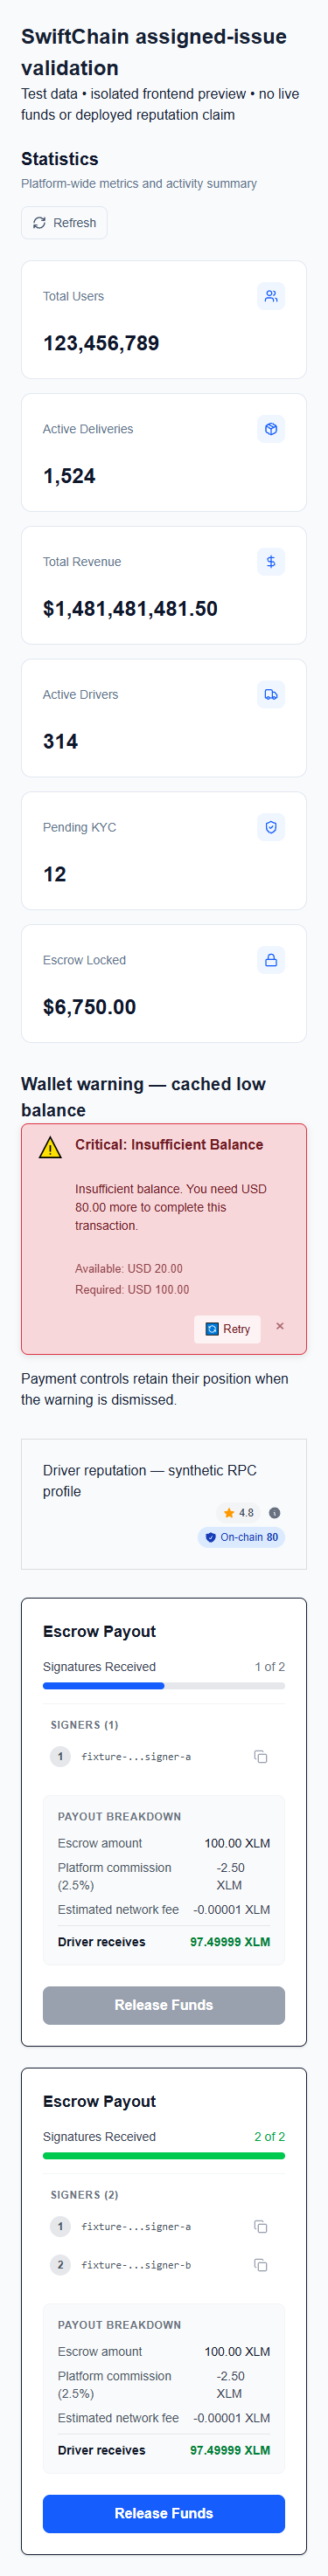 SwiftChain assigned-issue
validation
Test data • isolated frontend preview • no live
funds or deployed reputation claim
Statistics
Platform-wide metrics and activity summary
Refresh
Total Users
123,456,789
Active Deliveries
1,524
Total Revenue
$1,481,481,481.50
Active Drivers
314
Pending KYC
12
Escrow Locked
$6,750.00
Wallet warning — cached low
balance
Critical: Insufficient Balance
Insufficient balance. You need USD
80.00 more to complete this
transaction.
Available: USD 20.00
Required: USD 100.00
Retry
×
Payment controls retain their position when
the warning is dismissed.
Driver reputation — synthetic RPC
profile
4.8
On-chain 80
Escrow Payout
Signatures Received 1 of 2
SIGNERS (1)
1 fixture-...signer-a
PAYOUT BREAKDOWN
Escrow amount 100.00 XLM
Platform commission -2.50
(2.5%) XLM
Estimated network fee -0.00001 XLM
Driver receives 97.49999 XLM
Release Funds
Escrow Payout
Signatures Received 2 of 2
SIGNERS (2)
1 fixture-...signer-a
2 fixture-...signer-b
PAYOUT BREAKDOWN
Escrow amount 100.00 XLM
Platform commission -2.50
(2.5%) XLM
Estimated network fee -0.00001 XLM
Driver receives 97.49999 XLM
Release Funds